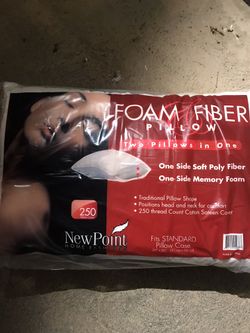 FOAM FIBER
PILLOW
Two Pillows in One
One Side Soft Poly Fiber
One Side Memory Foam
• Traditional Pillow Shape
• Positions head and neck for comfort
• 250 thread Count Cotton Sateen Cover
250
NewPoint
HOME
Fits STANDARD
Pillow Case